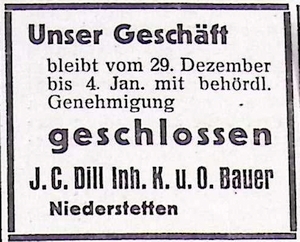 Unser Geschäft
bleibt vom 29. Dezember
bis 4. Jan. mit behördl.
Genehmigung
geschlossen
J. C. Dill Inh. K. u. O. Bauer
Niederstetten